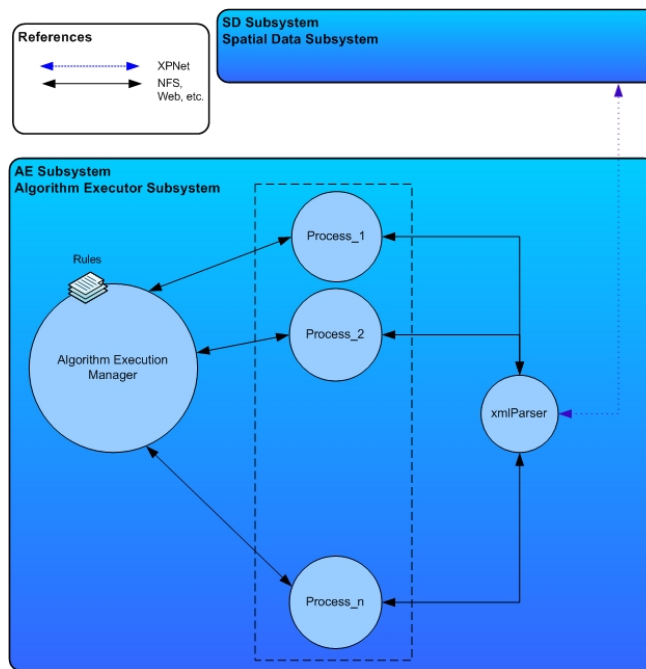 References
XPNet
NFS,
Web, etc.
SD Subsystem
Spatial Data Subsystem
AE Subsystem
Algorithm Executor Subsystem
Rules
Algorithm Execution
Manager
Process_1
Process_2
xmlParser
Process_n